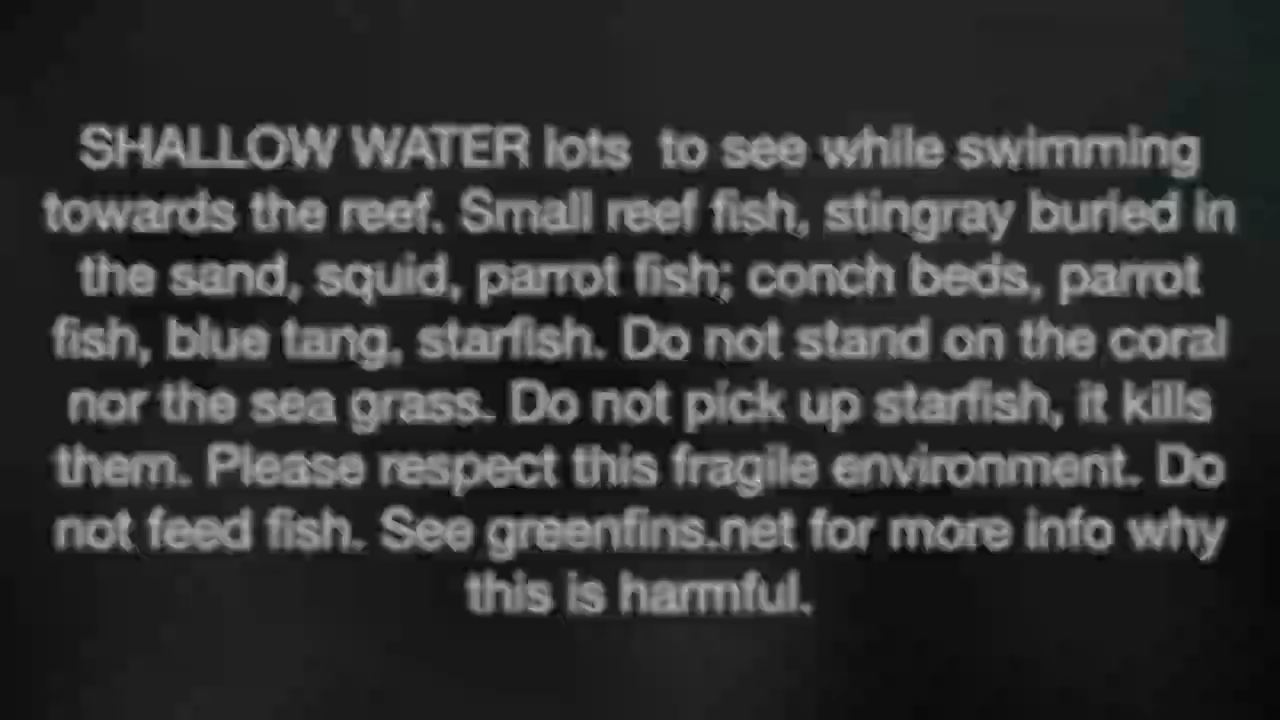 SHALLOW WATER lots  to see while swimming
towards the reef. Small reef fish, stingray buried in
the sand, squid, parrot fish; conch beds, parrot
fish, blue tang, starfish. Do not stand on the coral
nor the sea grass. Do not pick up starfish, it kills
them. Please respect this fragile environment. Do
not feed fish. See greenfins.net for more info why
this is harmful.